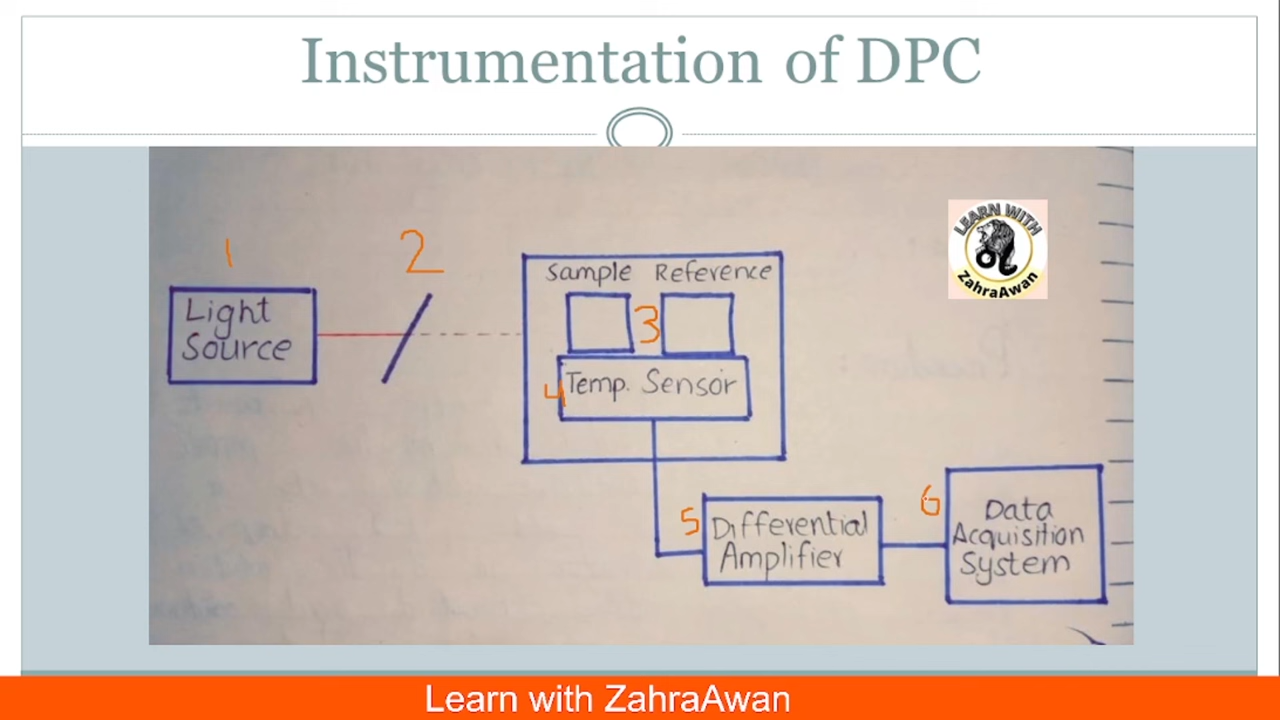 Instrumentation of DPC
1
2
LEARN WITH
ZahraAwan
Light
Source
Sample Reference
3
4
Temp. Sensor
5
Differential
Amplifier
6
Data
Acquisition
System
Learn with ZahraAwan